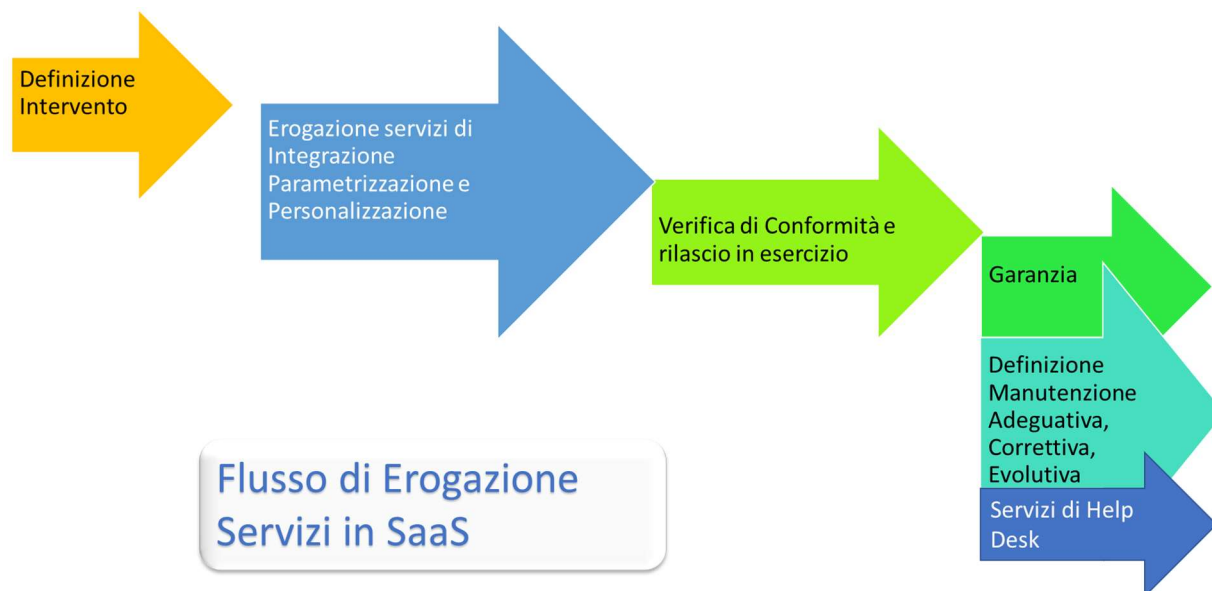 Definizione
Intervento
Erogazione servizi di
Integrazione
Parametrizzazione e
Personalizzazione
Verifica di Conformità e
rilascio in esercizio
Garanzia
Definizione
Manutenzione
Adeguativa,
Correttiva,
Evolutiva
Servizi di Help
Desk
Flusso di Erogazione
Servizi in SaaS